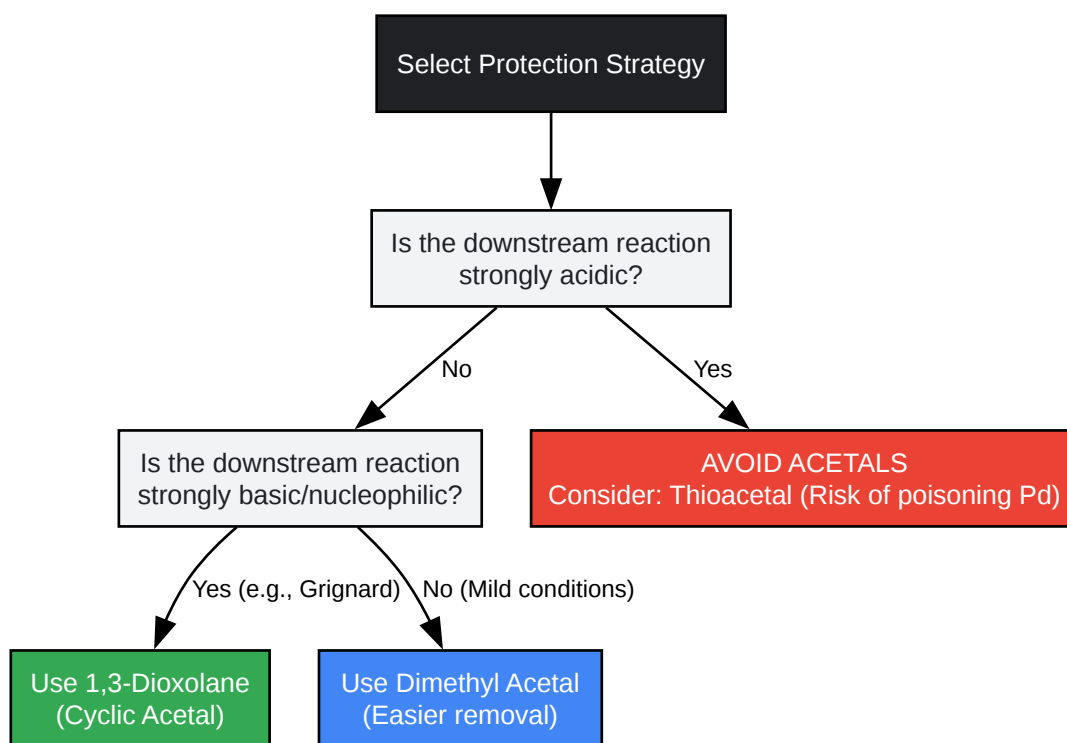 Select Protection Strategy
Is the downstream reaction
strongly acidic?
No
Yes
Is the downstream reaction
strongly basic/nucleophilic?
AVOID ACETALS
Consider: Thioacetal (Risk of poisoning Pd)
Yes (e.g., Grignard)
No (Mild conditions)
Use 1,3-Dioxolane
(Cyclic Acetal)
Use Dimethyl Acetal
(Easier removal)